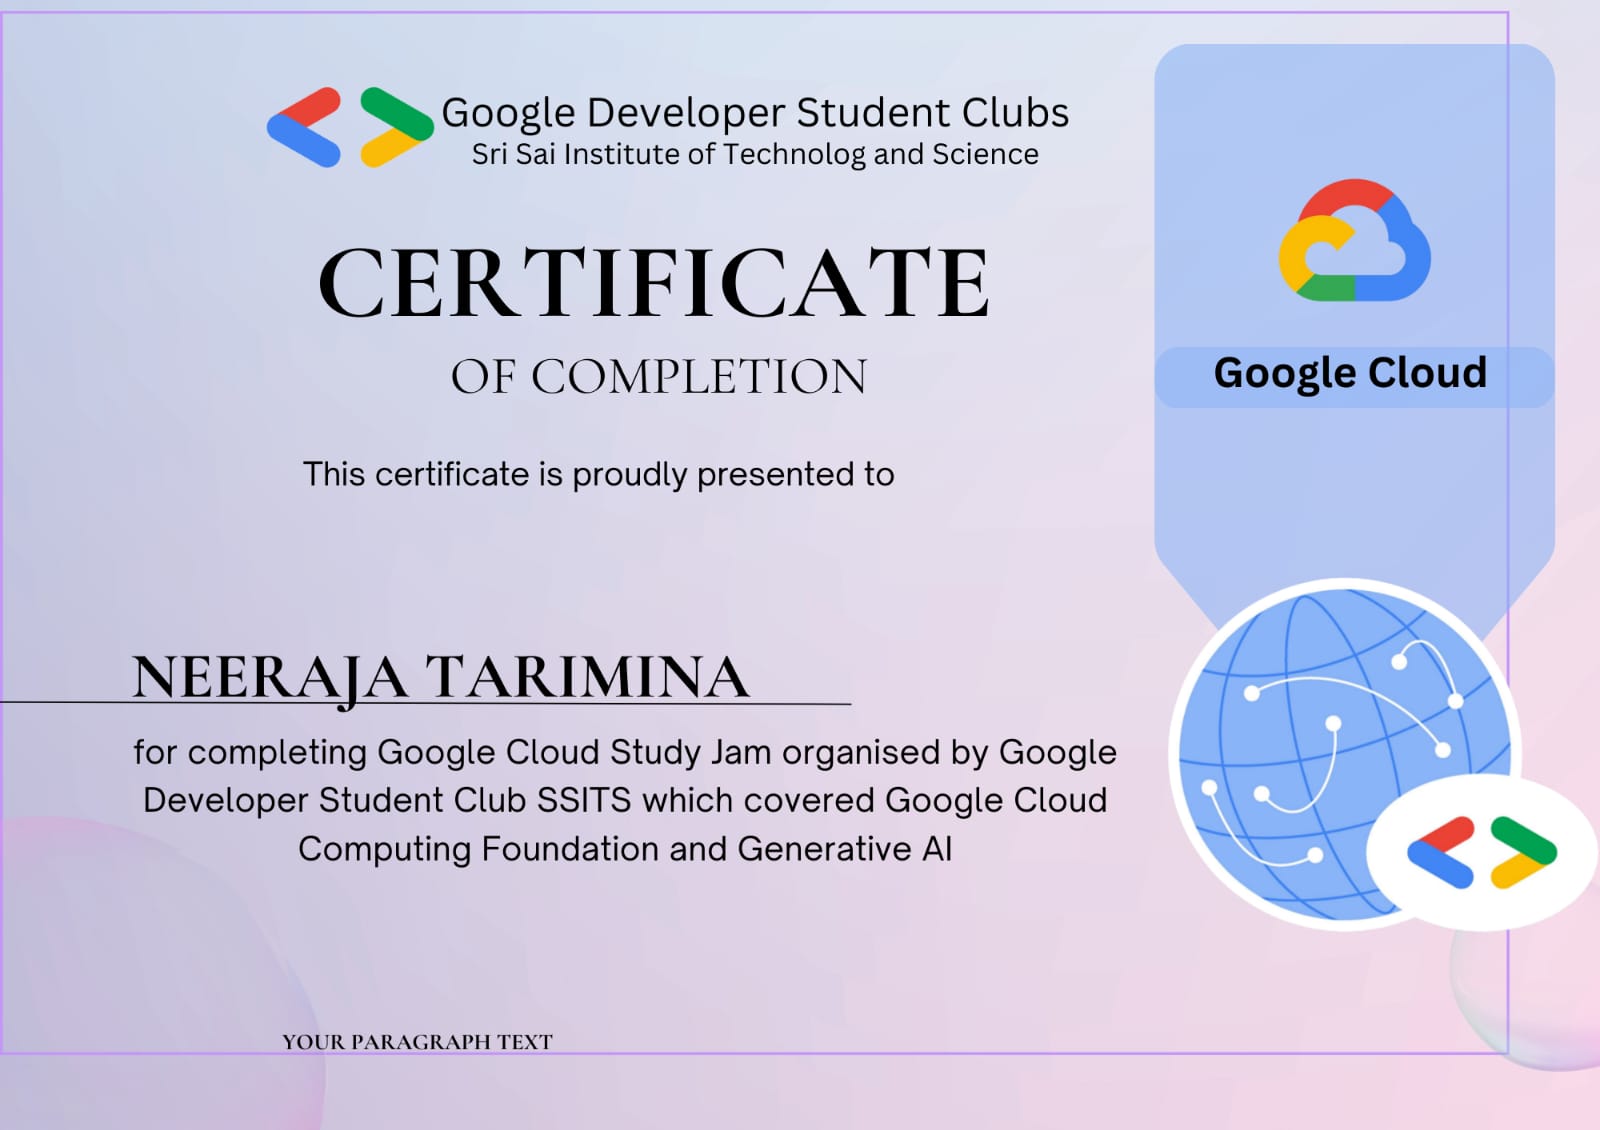 Google Developer Student Clubs
Sri Sai Institute of Technolog and Science
CERTIFICATE
OF COMPLETION
This certificate is proudly presented to
Google Cloud
NEERAJA TARIMINA
for completing Google Cloud Study Jam organised by Google
Developer Student Club SSITS which covered Google Cloud
Computing Foundation and Generative AI
YOUR PARAGRAPH TEXT